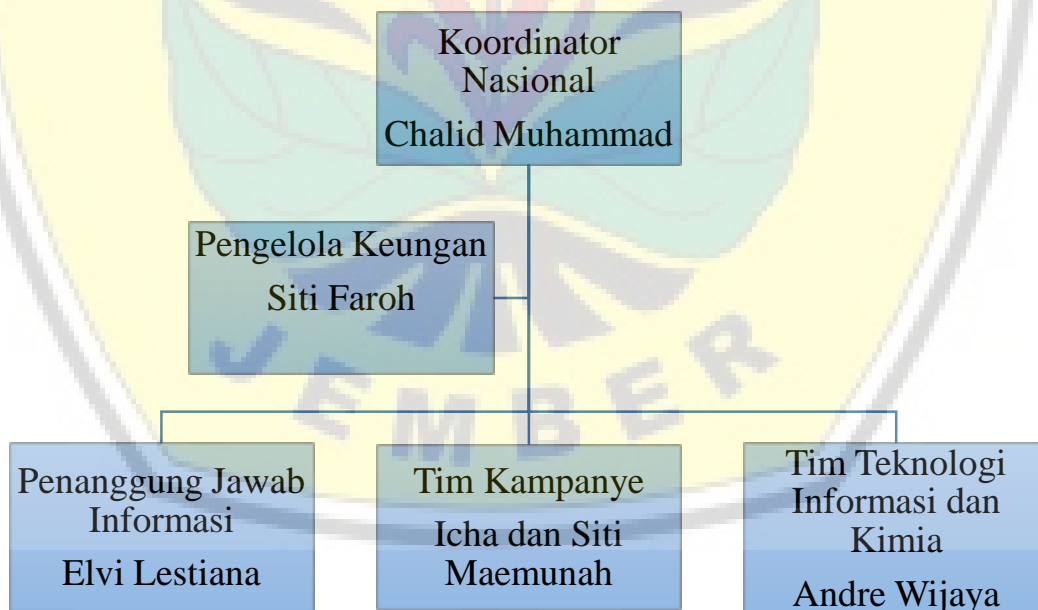 Koordinator
Nasional
Chalid Muhammad
Pengelola Keungan
Siti Faroh
JEMBER
Penanggung Jawab
Informasi
Elvi Lestiana
Tim Kampanye
Icha dan Siti
Maemunah
Tim Teknologi
Informasi dan
Kimia
Andre Wijaya